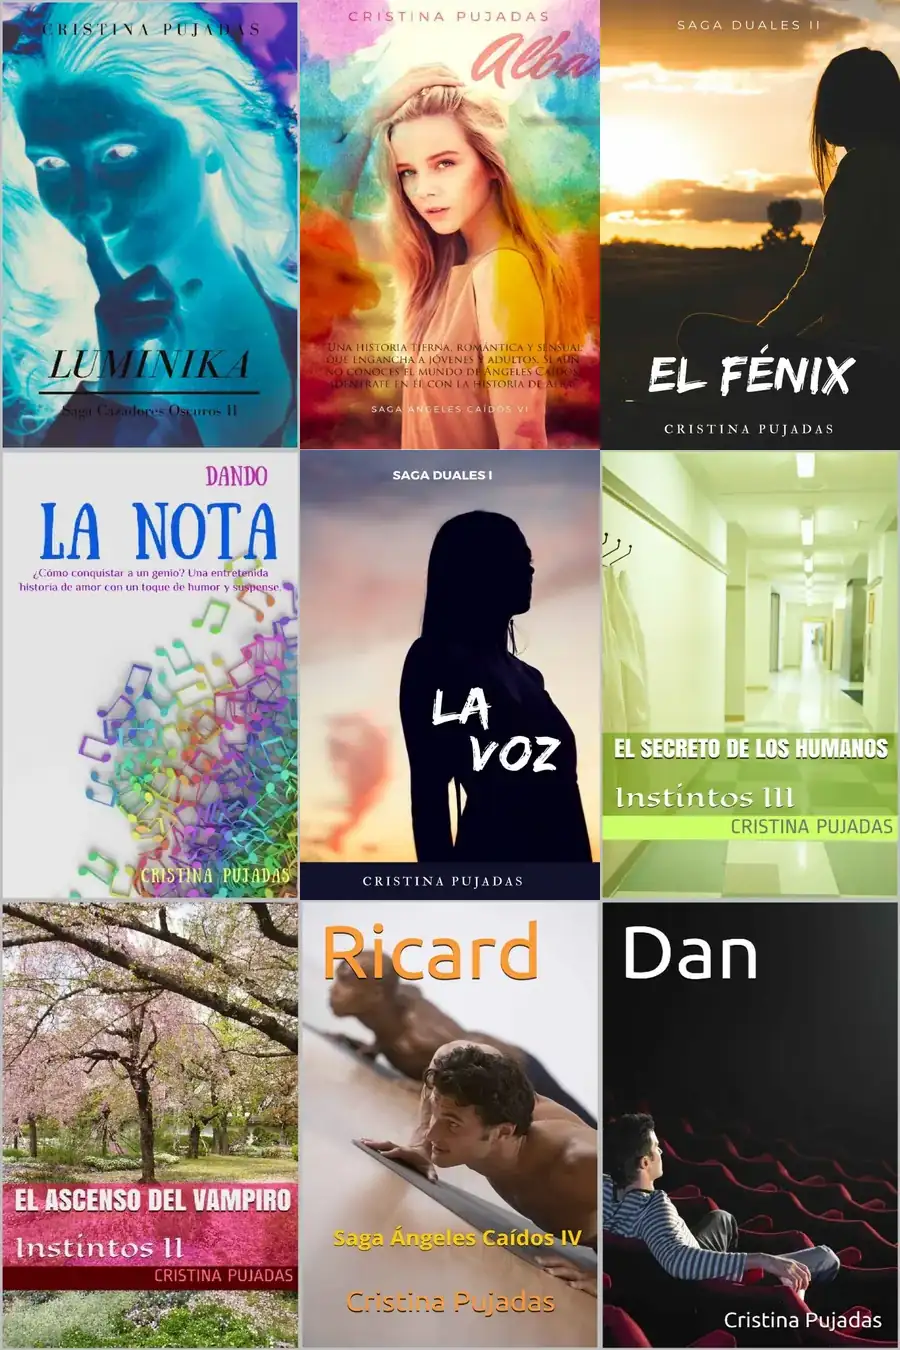 CRISTINA PUJADAS
LUMINIKA
Saga Cazadores Oscuros II
CRISTINA PUJADAS
Alba
UNA HISTORIA TIERNA, ROMÁNTICA Y SENSUAL
QUE ENGANCHA A JÓVENES Y ADULTOS. SI AÚN
NO CONOCES EL MUNDO DE ÁNGELES CAÍDOS
ADÉNTRATE EN ÉL CON LA HISTORIA DE ALBA.
SAGA ÁNGELES CAÍDOS VI
SAGA DUALES II
EL FÉNIX
CRISTINA PUJADAS
DANDO
LA NOTA
¿Cómo conquistar a un genio? Una entretenida
historia de amor con un toque de humor y suspense.
CRISTINA PUJADAS
SAGA DUALES I
LA
VOZ
CRISTINA PUJADAS
EL SECRETO DE LOS HUMANOS
Instintos III
CRISTINA PUJADAS
EL ASCENSO DEL VAMPIRO
Instintos II
CRISTINA PUJADAS
Ricard
Saga Ángeles Caídos IV
Cristina Pujadas
Dan
Cristina Pujadas